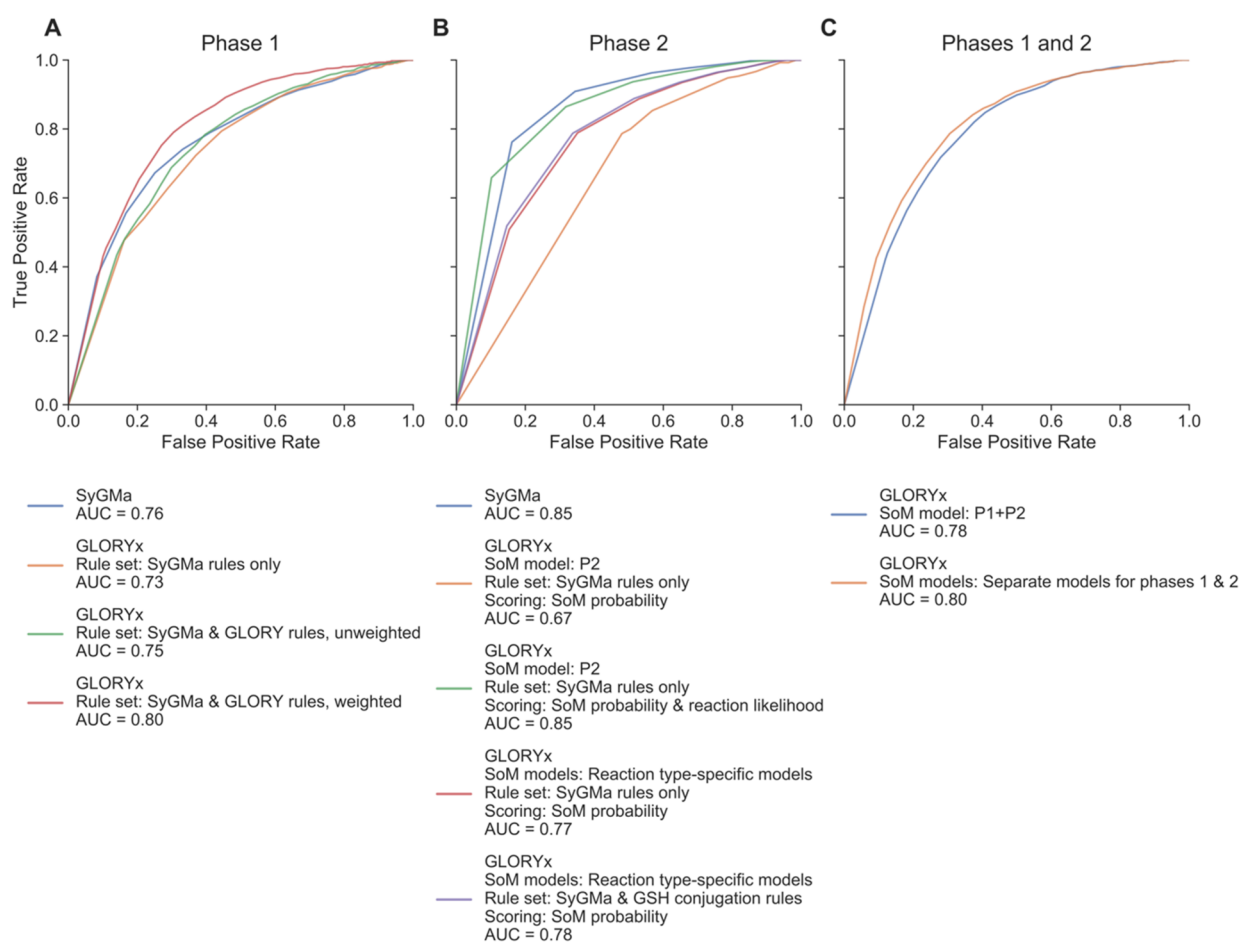 A
Phase 1
B
Phase 2
C
Phases 1 and 2
True Positive Rate
1.0
0.8
0.6
0.4
0.2
0.0
0.0 0.2 0.4 0.6 0.8 1.0
False Positive Rate
0.0 0.2 0.4 0.6 0.8 1.0
False Positive Rate
0.0 0.2 0.4 0.6 0.8 1.0
False Positive Rate
SyGMa
AUC = 0.76
GLORYx
Rule set: SyGMa rules only
AUC = 0.73
GLORYx
Rule set: SyGMa & GLORY rules, unweighted
AUC = 0.75
GLORYx
Rule set: SyGMa & GLORY rules, weighted
AUC = 0.80
SyGMa
AUC = 0.85
GLORYx
SoM model: P2
Rule set: SyGMa rules only
Scoring: SoM probability
AUC = 0.67
GLORYx
SoM model: P2
Rule set: SyGMa rules only
Scoring: SoM probability & reaction likelihood
AUC = 0.85
GLORYx
SoM models: Reaction type-specific models
Rule set: SyGMa rules only
Scoring: SoM probability
AUC = 0.77
GLORYx
SoM models: Reaction type-specific models
Rule set: SyGMa & GSH conjugation rules
Scoring: SoM probability
AUC = 0.78
GLORYx
SoM model: P1+P2
AUC = 0.78
GLORYx
SoM models: Separate models for phases 1 & 2
AUC = 0.80